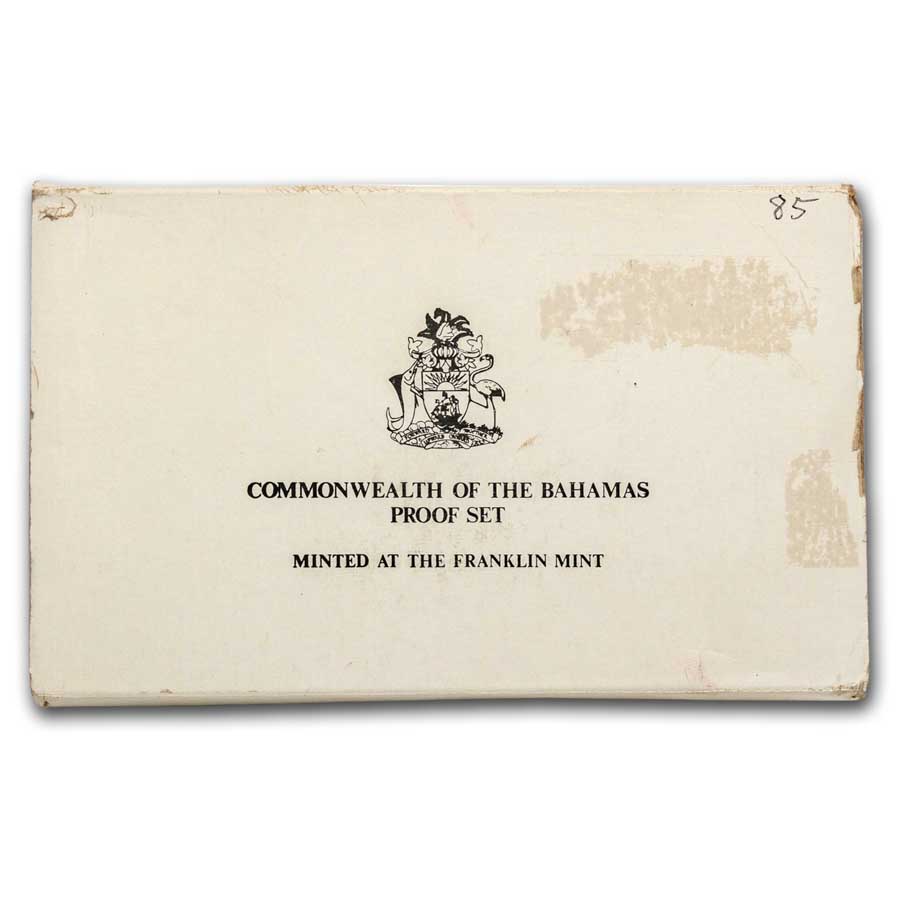 85
COMMONWEALTH OF THE BAHAMAS
PROOF SET
MINTED AT THE FRANKLIN MINT